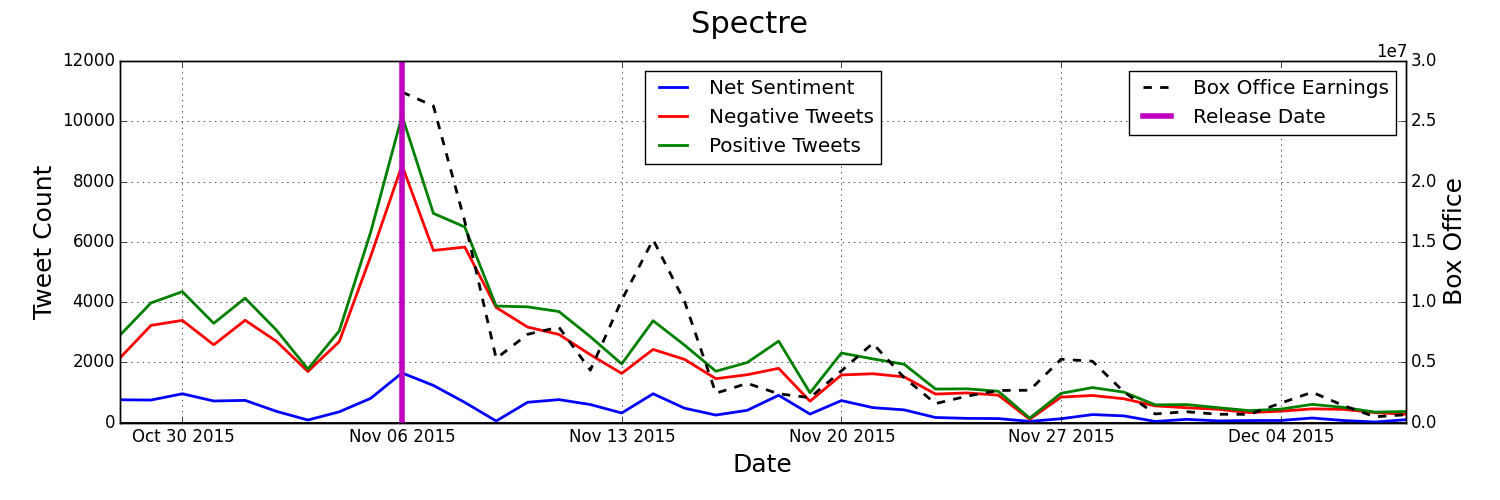 Spectre
1e7
12000
10000
8000
6000
4000
2000
0
Tweet Count
Net Sentiment
Negative Tweets
Positive Tweets
Box Office Earnings
Release Date
3.0
2.5
2.0
1.5
1.0
0.5
0.0
Box Office
Oct 30 2015
Nov 06 2015
Nov 13 2015
Nov 20 2015
Nov 27 2015
Dec 04 2015
Date